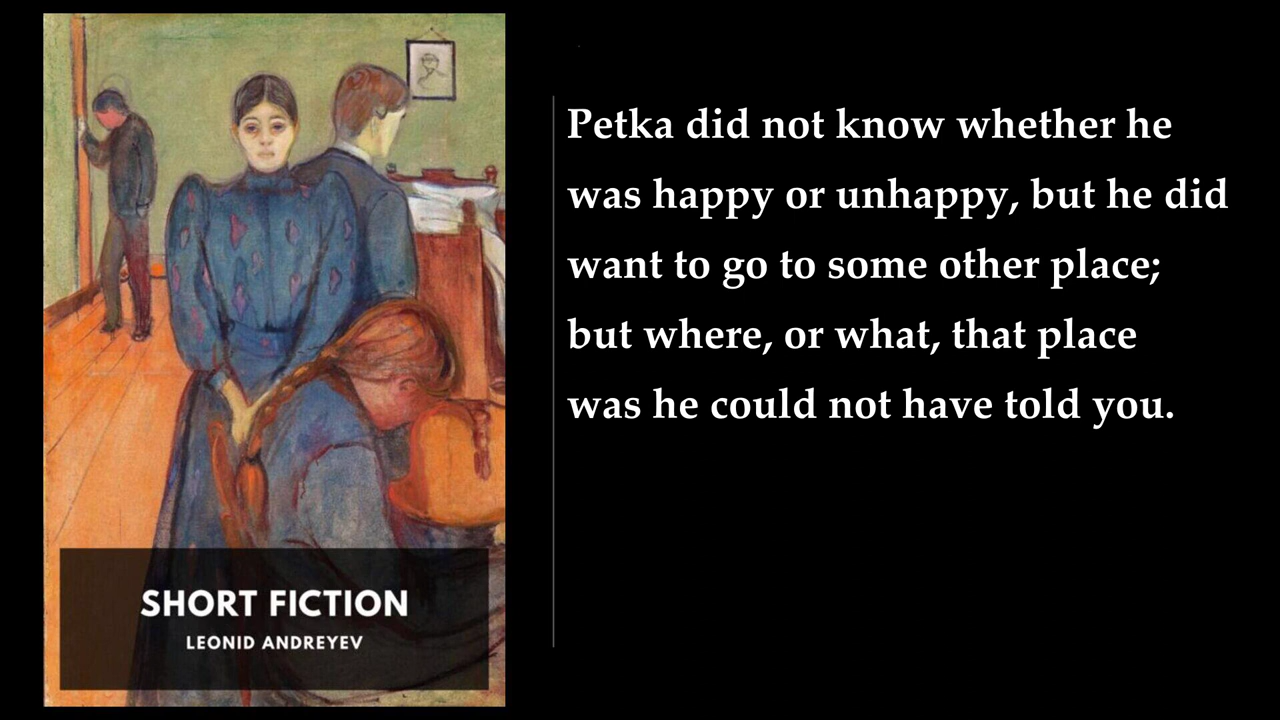 Petka did not know whether he
was happy or unhappy, but he did
want to go to some other place;
but where, or what, that place
was he could not have told you.
SHORT FICTION
LEONID ANDREYEV